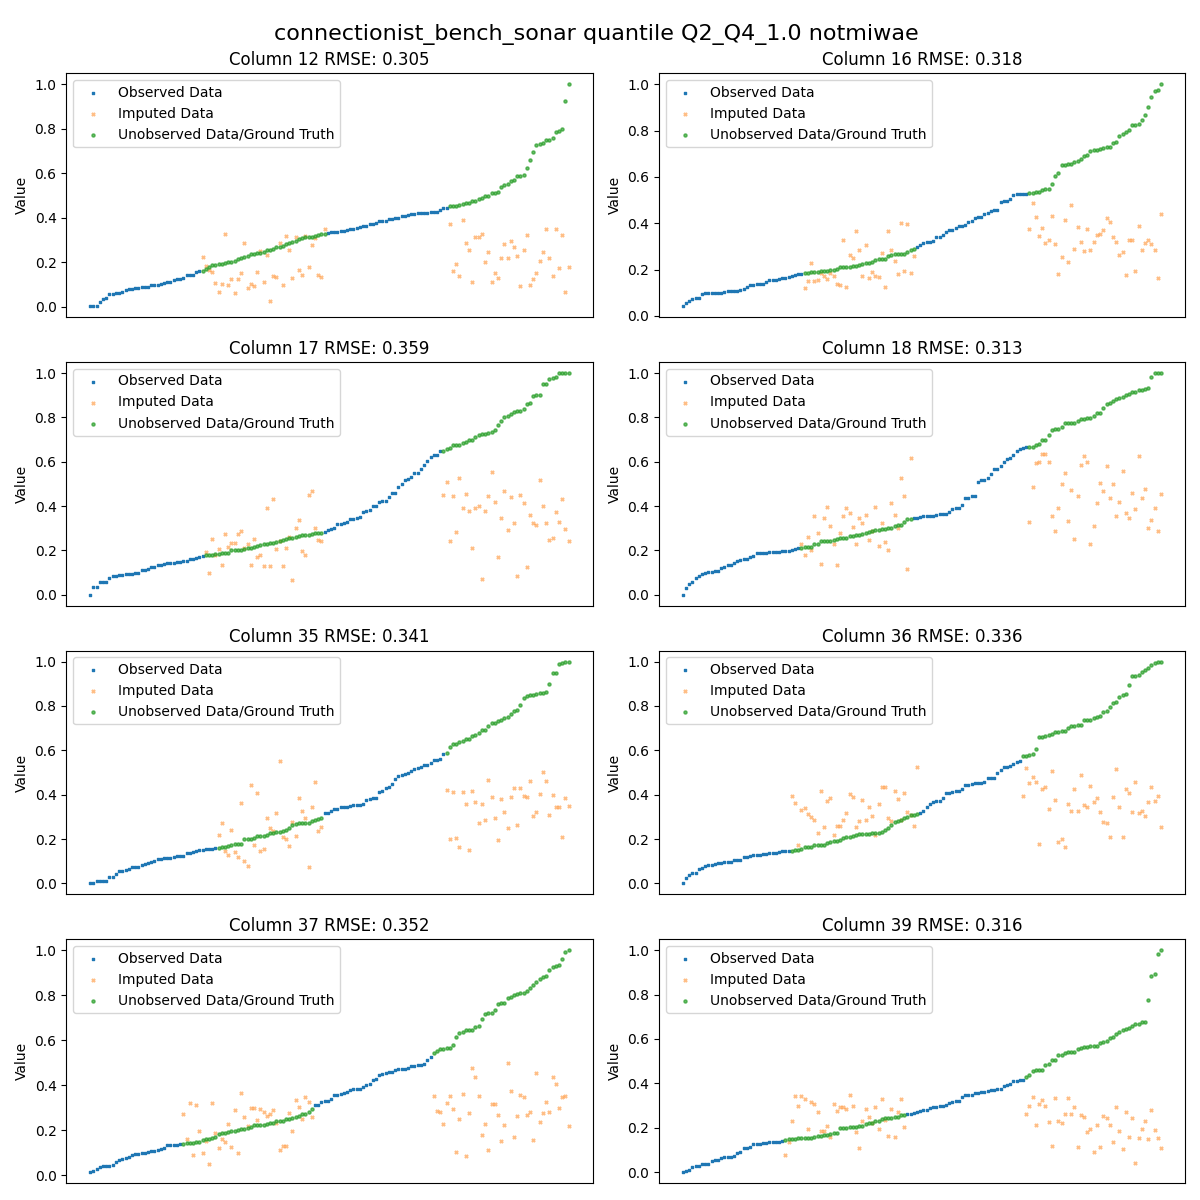 connectionist_bench_sonar quantile Q2_Q4_1.0 notmiwae
Column 12 RMSE: 0.305
Value
1.0
0.8
0.6
0.4
0.2
0.0
Observed Data
Imputed Data
Unobserved Data/Ground Truth
Column 16 RMSE: 0.318
Value
1.0
0.8
0.6
0.4
0.2
0.0
Observed Data
Imputed Data
Unobserved Data/Ground Truth
Column 17 RMSE: 0.359
Value
1.0
0.8
0.6
0.4
0.2
0.0
Observed Data
Imputed Data
Unobserved Data/Ground Truth
Column 18 RMSE: 0.313
Value
1.0
0.8
0.6
0.4
0.2
0.0
Observed Data
Imputed Data
Unobserved Data/Ground Truth
Column 35 RMSE: 0.341
Value
1.0
0.8
0.6
0.4
0.2
0.0
Observed Data
Imputed Data
Unobserved Data/Ground Truth
Column 36 RMSE: 0.336
Value
1.0
0.8
0.6
0.4
0.2
0.0
Observed Data
Imputed Data
Unobserved Data/Ground Truth
Column 37 RMSE: 0.352
Value
1.0
0.8
0.6
0.4
0.2
0.0
Observed Data
Imputed Data
Unobserved Data/Ground Truth
Column 39 RMSE: 0.316
Value
1.0
0.8
0.6
0.4
0.2
0.0
Observed Data
Imputed Data
Unobserved Data/Ground Truth